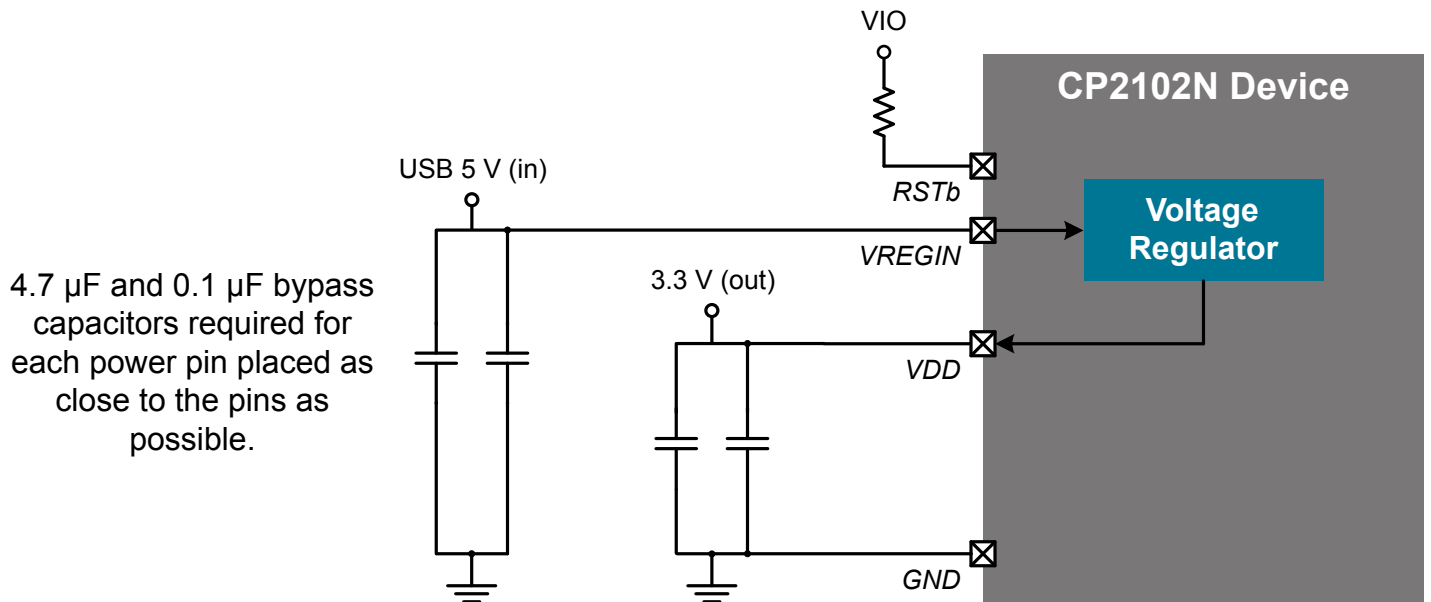 VIO
CP2102N Device
USB 5 V (in)
RSTb
Voltage
Regulator
VREGIN
4.7 µF and 0.1 µF bypass
capacitors required for
each power pin placed as
close to the pins as
possible.
3.3 V (out)
VDD
GND